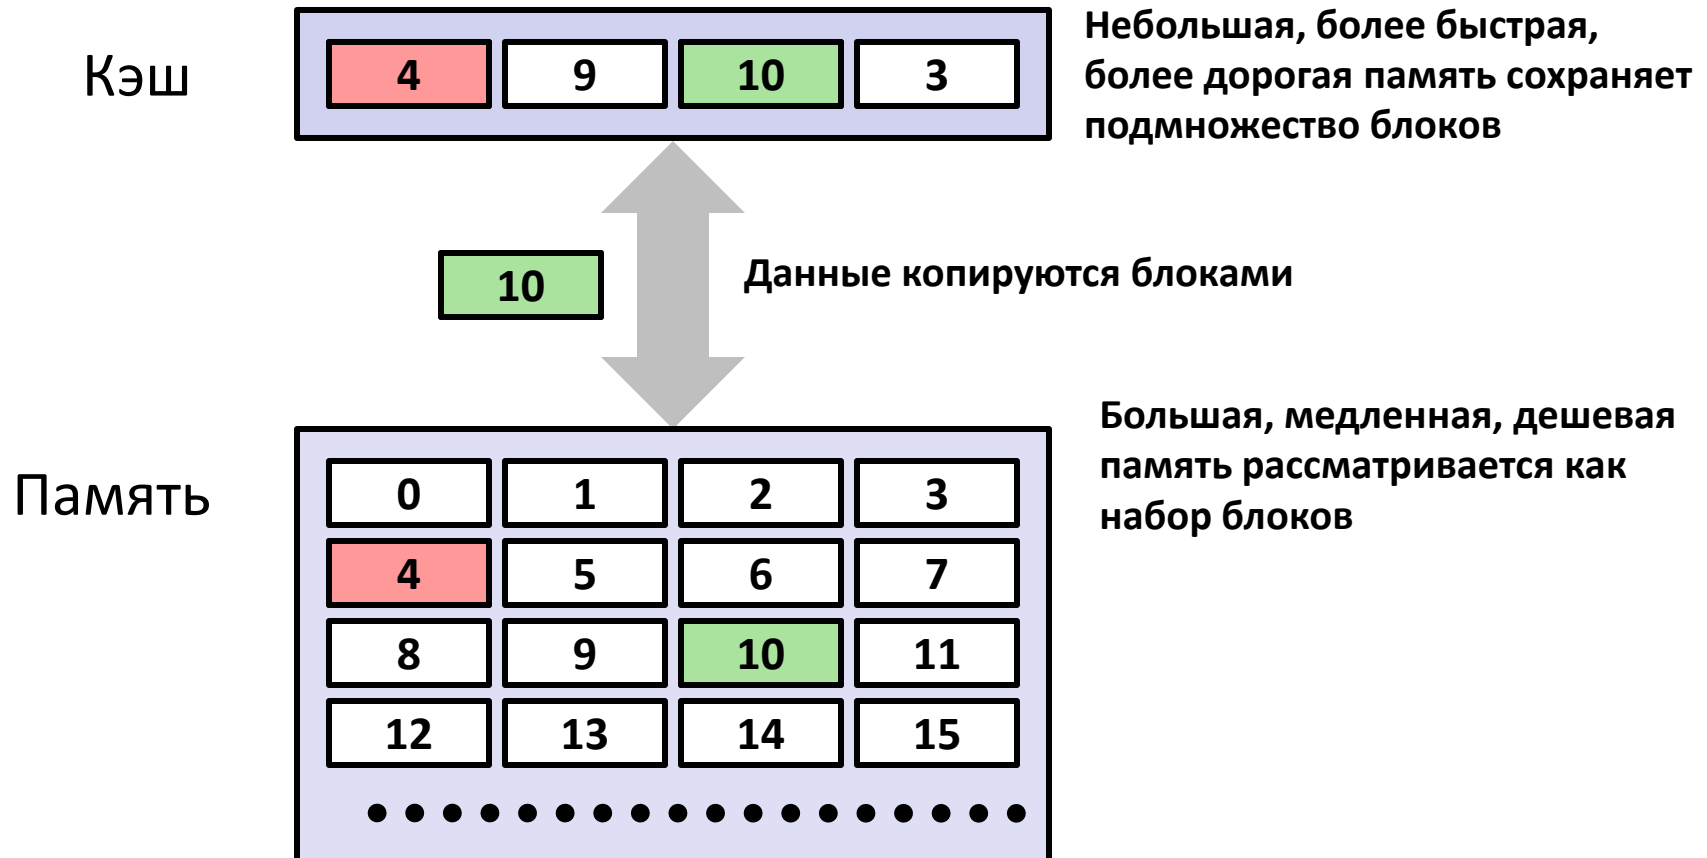 Кэш
4 9 10 3
Небольшая, более быстрая,
более дорогая память сохраняет
подмножество блоков
10
Данные копируются блоками
Память
Большая, медленная, дешевая
память рассматривается как
набор блоков
0 1 2 3
4 5 6 7
8 9 10 11
12 13 14 15